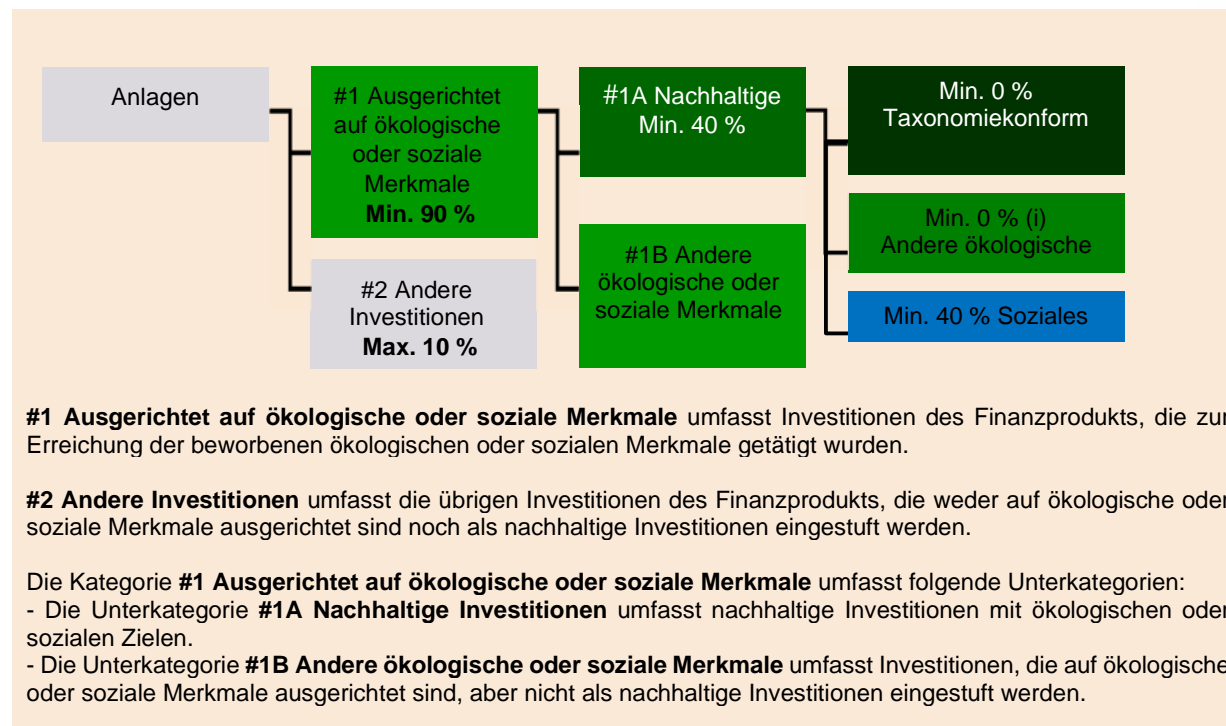 Anlagen
#1 Ausgerichtet
auf ökologische
oder soziale
Merkmale
Min. 90 %
#2 Andere
Investitionen
Max. 10 %
#1A Nachhaltige
Min. 40 %
#1B Andere
ökologische oder
soziale Merkmale
Min. 0 %
Taxonomiekonform
Min. 0 % (i)
Andere ökologische
Min. 40 % Soziales
#1 Ausgerichtet auf ökologische oder soziale Merkmale umfasst Investitionen des Finanzprodukts, die zur
Erreichung der beworbenen ökologischen oder sozialen Merkmale getätigt wurden.
#2 Andere Investitionen umfasst die übrigen Investitionen des Finanzprodukts, die weder auf ökologische oder
soziale Merkmale ausgerichtet sind noch als nachhaltige Investitionen eingestuft werden.
Die Kategorie #1 Ausgerichtet auf ökologische oder soziale Merkmale umfasst folgende Unterkategorien:
- Die Unterkategorie #1A Nachhaltige Investitionen umfasst nachhaltige Investitionen mit ökologischen oder
sozialen Zielen.
- Die Unterkategorie #1B Andere ökologische oder soziale Merkmale umfasst Investitionen, die auf ökologische
oder soziale Merkmale ausgerichtet sind, aber nicht als nachhaltige Investitionen eingestuft werden.